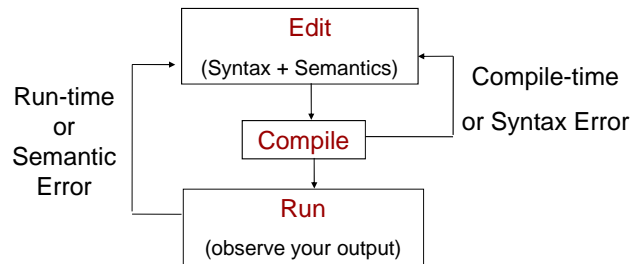 Edit
(Syntax + Semantics)
Compile-time
or Syntax Error
Run-time
or
Semantic
Error
Compile
Run
(observe your output)